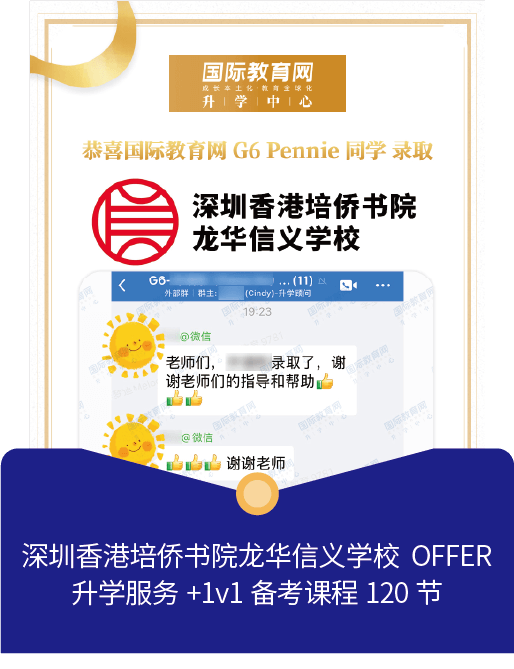 国际教育网
成长本土化·教育全球化
升｜学｜中｜心
恭喜国际教育网 G6 Pennie 同学 录取
深圳香港培侨书院
龙华信义学校
G6- ... (11)
外部群｜群主: (Cindy)-升学顾问
19:23
@微信
老师们， 录取了，谢
谢老师们的指导和帮助👍
👍👍
@微信
👍👍👍 谢谢老师
深圳香港培侨书院龙华信义学校 OFFER
升学服务 +1v1 备考课程 120 节